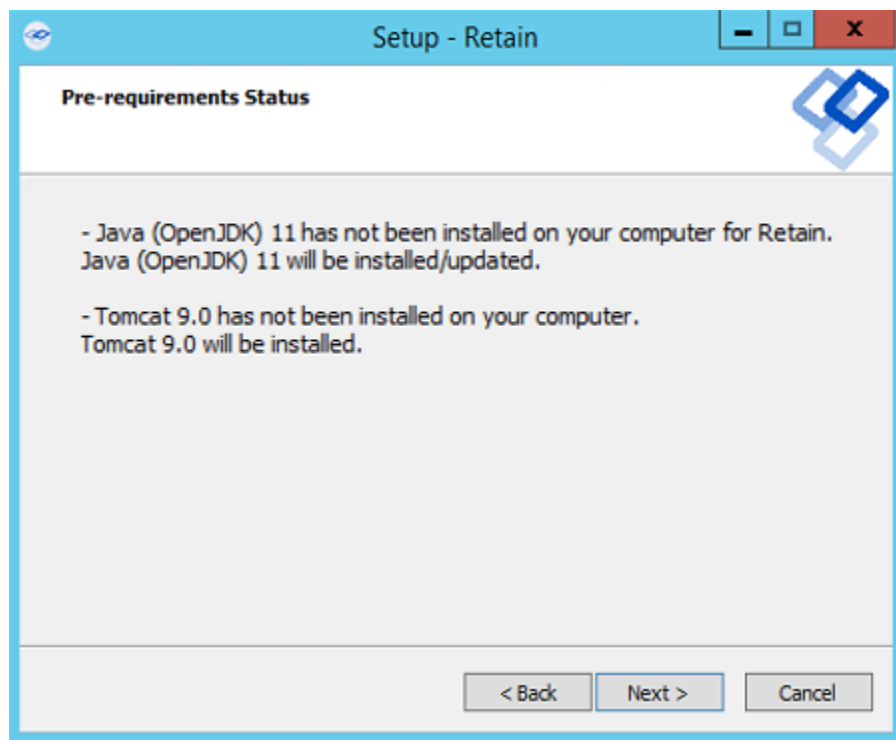 Setup - Retain
Pre-requirements Status
- Java (OpenJDK) 11 has not been installed on your computer for Retain.
Java (OpenJDK) 11 will be installed/updated.
- Tomcat 9.0 has not been installed on your computer.
Tomcat 9.0 will be installed.
< Back
Next >
Cancel